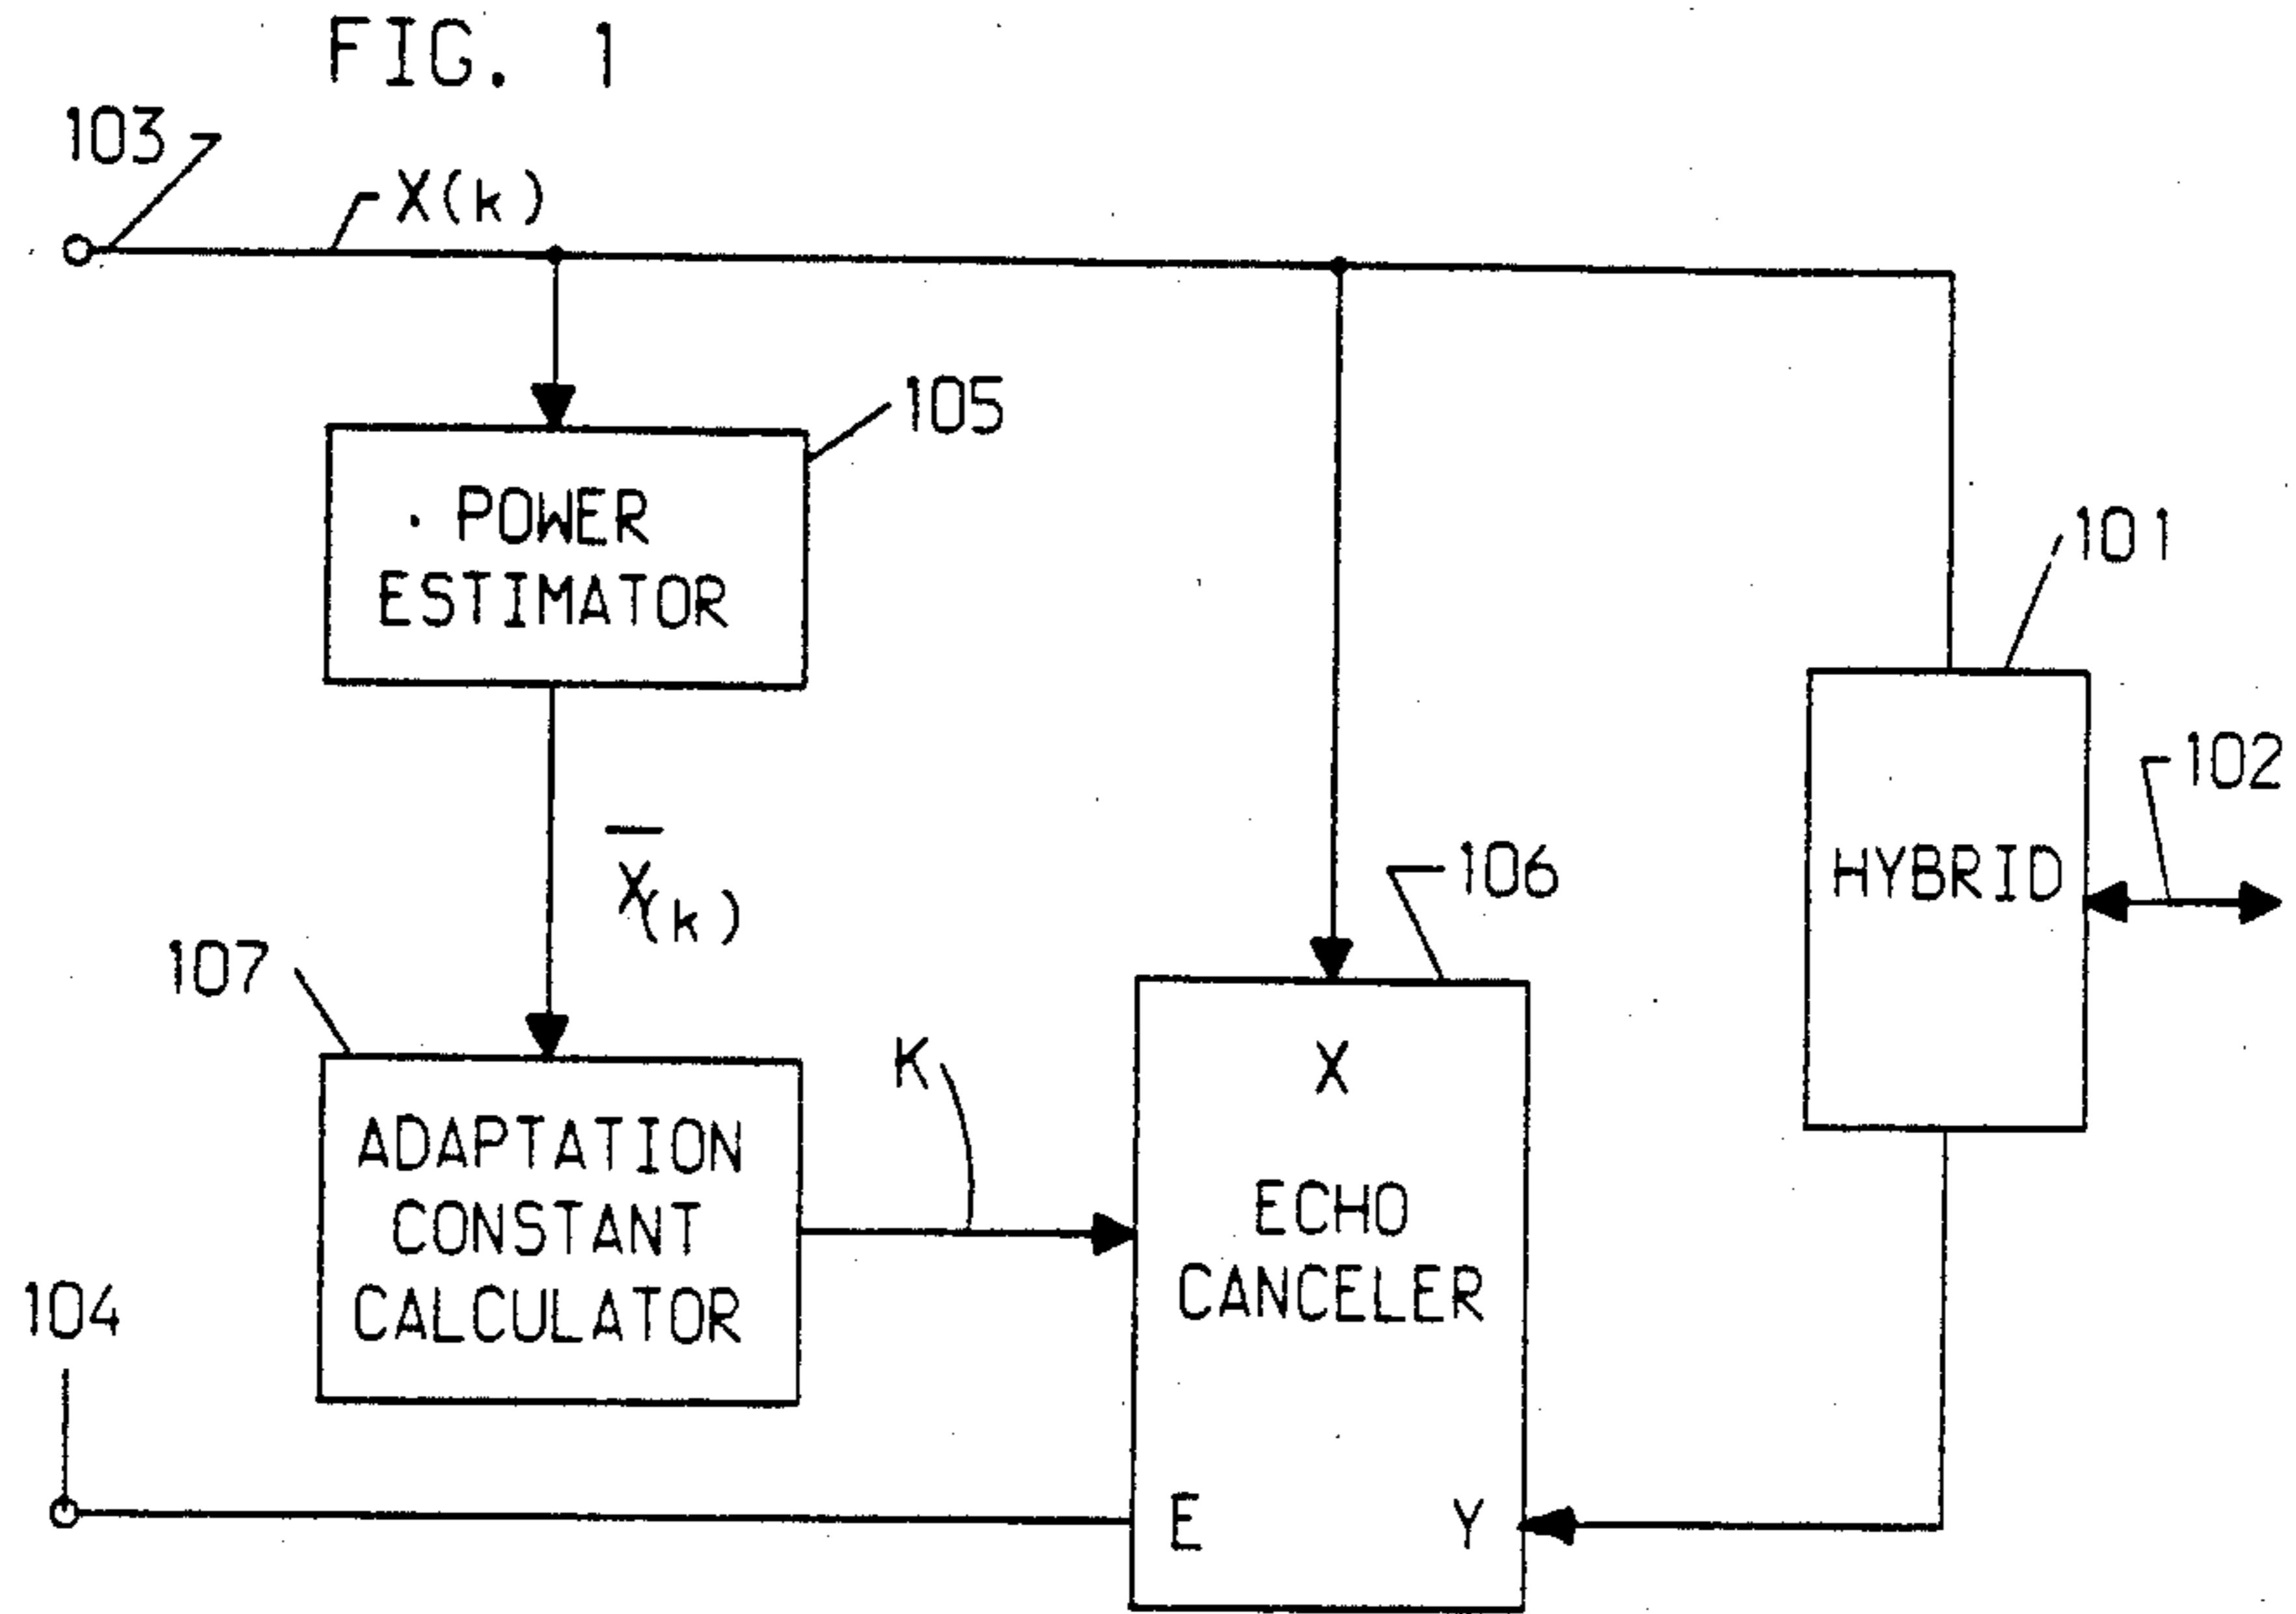 FIG. 1
103
X(k)
105
POWER
ESTIMATOR
101
102
HYBRID
X̅(k)
106
107
K
X
ADAPTATION
CONSTANT
CALCULATOR
ECHO
CANCELER
104
E
Y